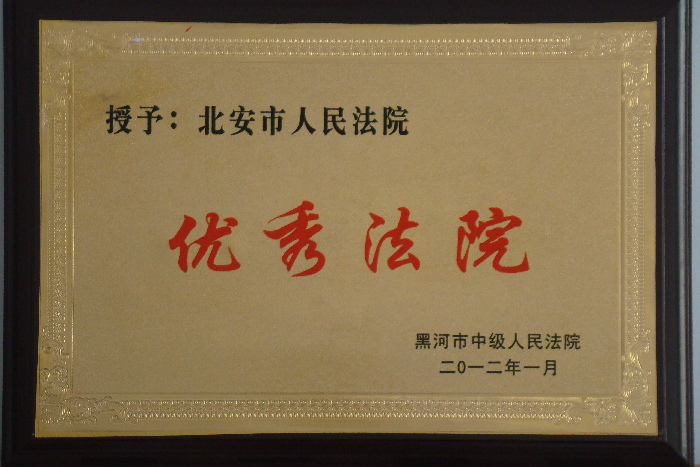 授予：北安市人民法院
优秀法院
黑河市中级人民法院
二0一二年一月